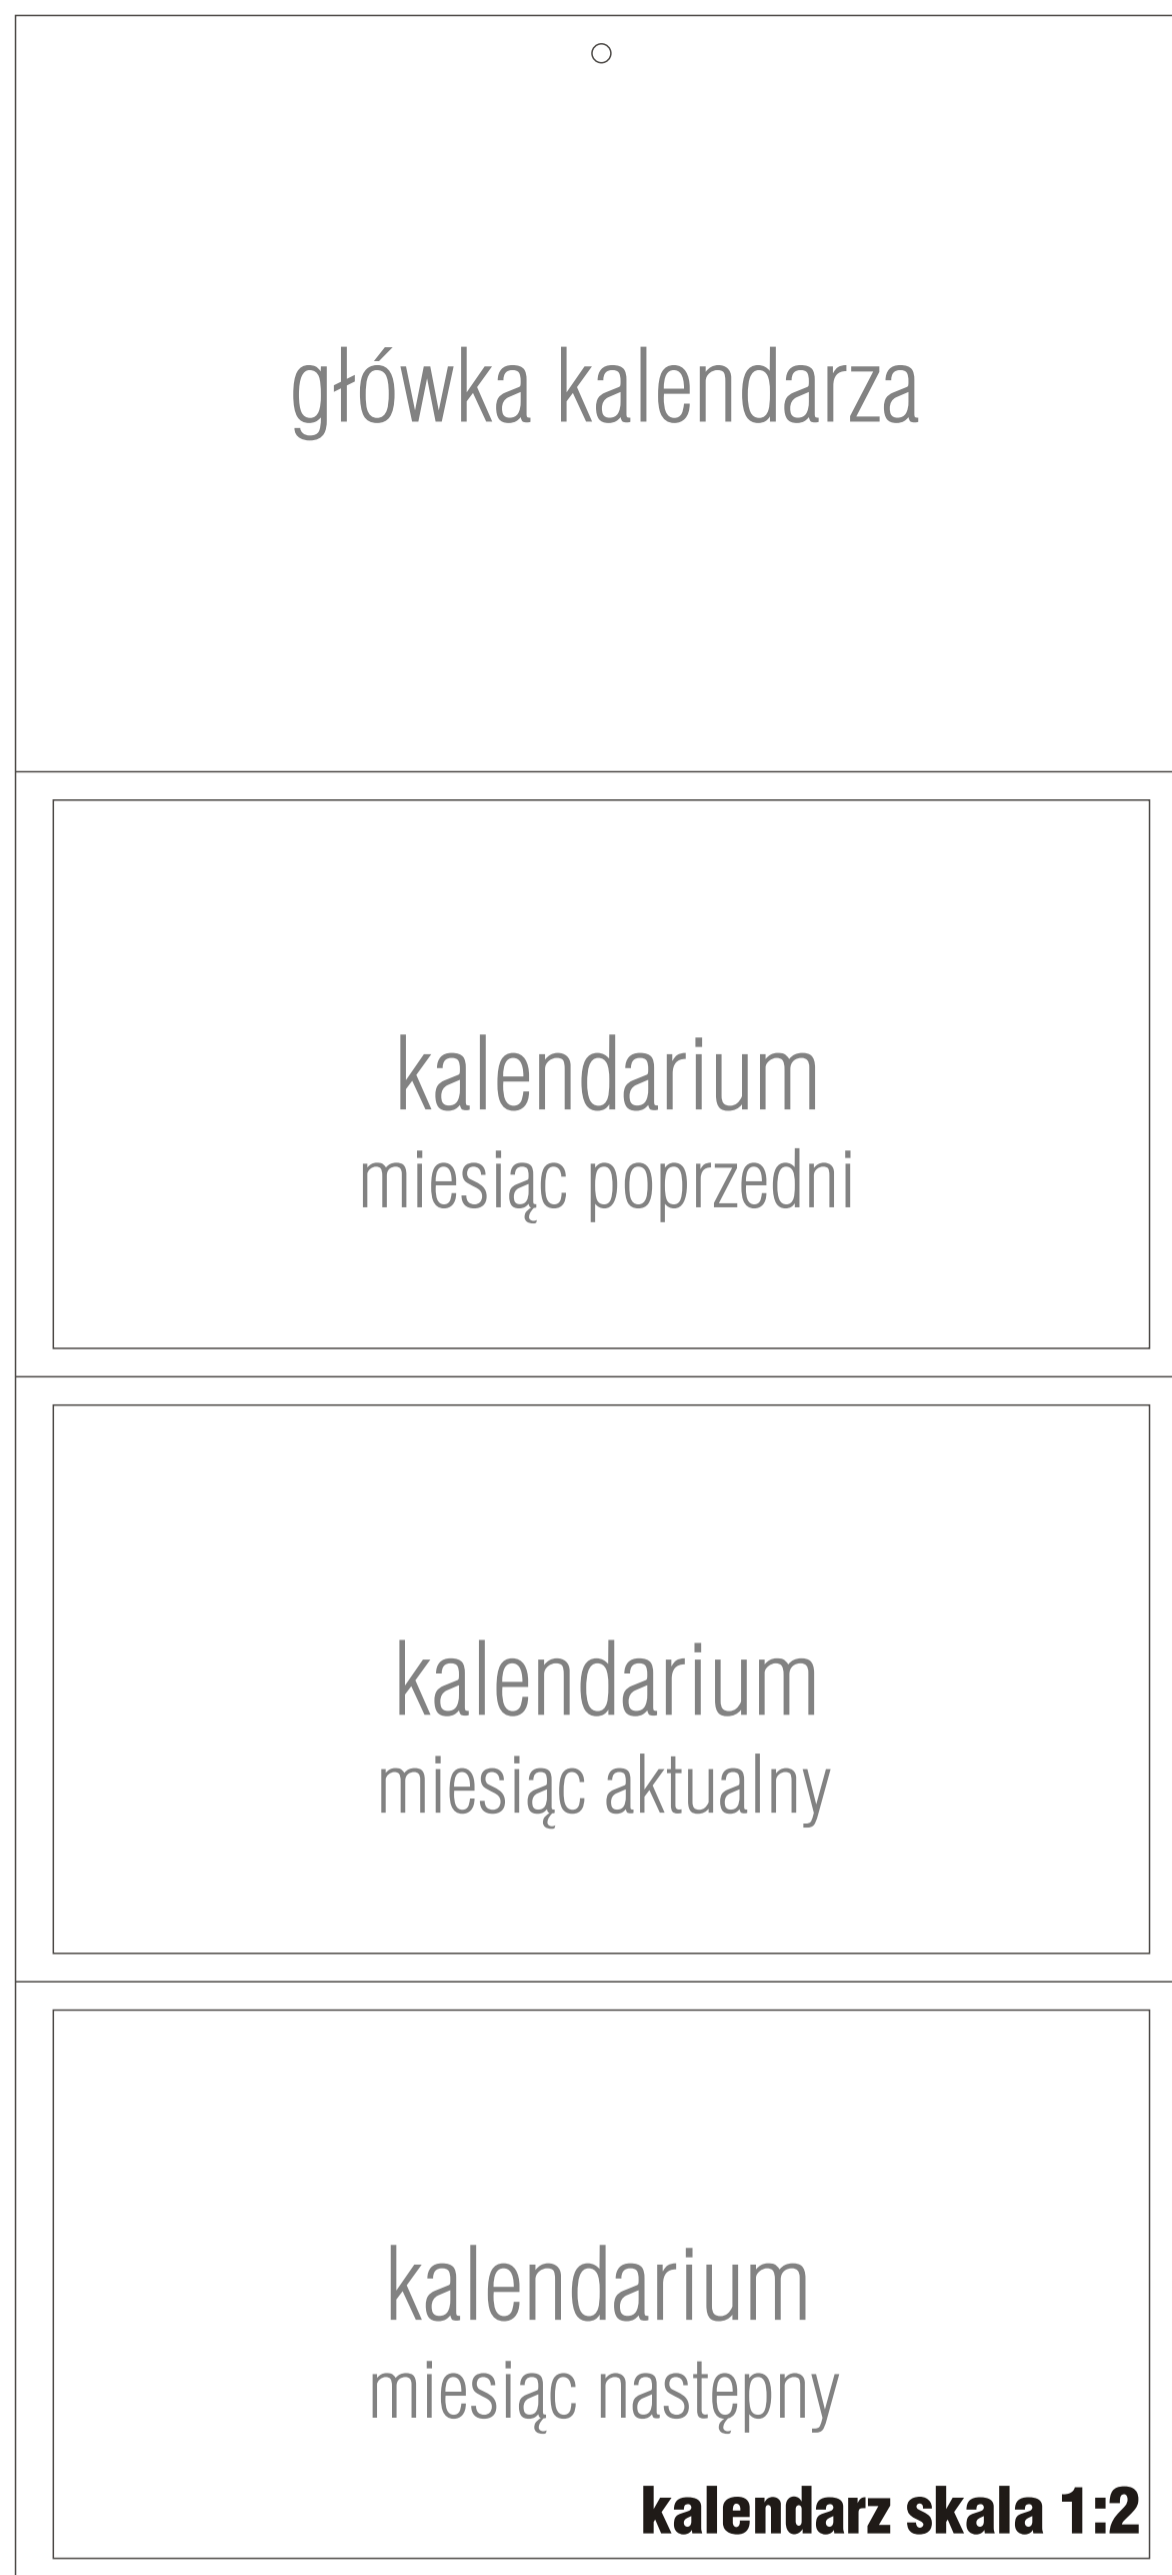 główka kalendarza
kalendarium
miesiąc poprzedni
kalendarium
miesiąc aktualny
kalendarium
miesiąc następny
kalendarz skala 1:2